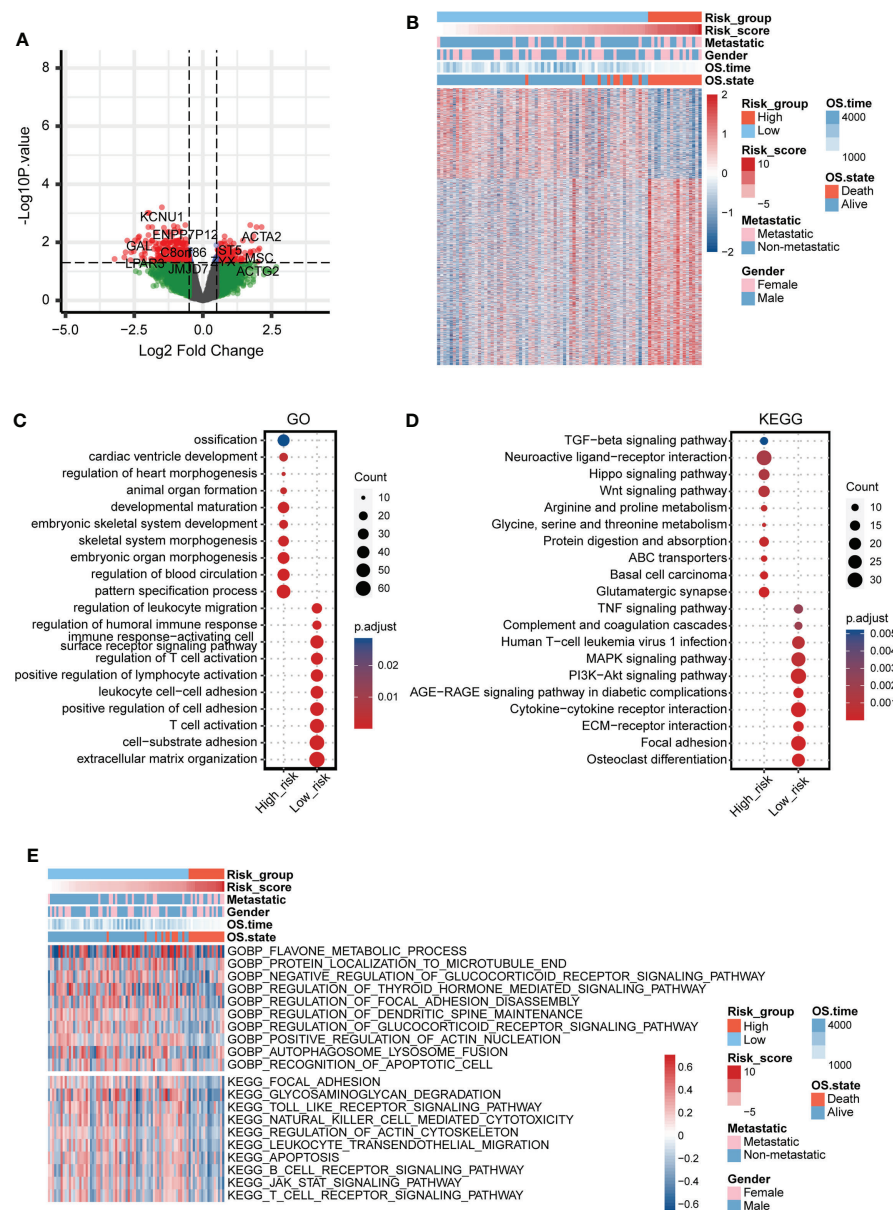 A
8
6
4
2
0
-Log10P.value
KCNU1
ENPP7P12
ACTA2
GAL
C8orf86
ST5
MSC
LPAR3
JMJD7
ZYX
ACTG2
−5.0
−2.5
0.0
2.5
Log2 Fold Change
B
Risk_group
Risk_score
Metastatic
Gender
OS.time
OS.state
2
1
0
−1
−2
Risk_group
High
Low
Risk_score
10
−5
Metastatic
Metastatic
Non-metastatic
Gender
Female
Male
OS.time
4000
1000
OS.state
Death
Alive
C
GO
ossification
cardiac ventricle development
regulation of heart morphogenesis
animal organ formation
developmental maturation
embryonic skeletal system development
skeletal system morphogenesis
embryonic organ morphogenesis
regulation of blood circulation
pattern specification process
regulation of leukocyte migration
regulation of humoral immune response
immune response-activating cell
surface receptor signaling pathway
regulation of T cell activation
positive regulation of lymphocyte activation
leukocyte cell-cell adhesion
positive regulation of cell adhesion
T cell activation
cell-substrate adhesion
extracellular matrix organization
High_risk
Low_risk
Count
10
20
30
40
50
60
p.adjust
0.02
0.01
D
KEGG
TGF-beta signaling pathway
Neuroactive ligand-receptor interaction
Hippo signaling pathway
Wnt signaling pathway
Arginine and proline metabolism
Glycine, serine and threonine metabolism
Protein digestion and absorption
ABC transporters
Basal cell carcinoma
Glutamatergic synapse
TNF signaling pathway
Complement and coagulation cascades
Human T-cell leukemia virus 1 infection
MAPK signaling pathway
PI3K-Akt signaling pathway
AGE-RAGE signaling pathway in diabetic complications
Cytokine-cytokine receptor interaction
ECM-receptor interaction
Focal adhesion
Osteoclast differentiation
High_risk
Low_risk
Count
10
15
20
25
30
p.adjust
0.005
0.004
0.003
0.002
0.001
E
Risk_group
Risk_score
Metastatic
Gender
OS.time
OS.state
GOBP_FLAVONE_METABOLIC_PROCESS
GOBP_PROTEIN_LOCALIZATION_TO_MICROTUBULE_END
GOBP_NEGATIVE_REGULATION_OF_GLUCOCORTICOID_RECEPTOR_SIGNALING_PATHWAY
GOBP_REGULATION_OF_THYROID_HORMONE_MEDIATED_SIGNALING_PATHWAY
GOBP_REGULATION_OF_FOCAL_ADHESION_DISASSEMBLY
GOBP_REGULATION_OF_DENDRITIC_SPINE_MAINTENANCE
GOBP_REGULATION_OF_GLUCOCORTICOID_RECEPTOR_SIGNALING_PATHWAY
GOBP_POSITIVE_REGULATION_OF_ACTIN_NUCLEATION
GOBP_AUTOPHAGOSOME_LYSOSOME_FUSION
GOBP_RECOGNITION_OF_APOPTOTIC_CELL
KEGG_FOCAL_ADHESION
KEGG_GLYCOSAMINOGLYCAN_DEGRADATION
KEGG_TOLL_LIKE_RECEPTOR_SIGNALING_PATHWAY
KEGG_NATURAL_KILLER_CELL_MEDIATED_CYTOTOXICITY
KEGG_REGULATION_OF_ACTIN_CYTOSKELETON
KEGG_LEUKOCYTE_TRANSENDOTHELIAL_MIGRATION
KEGG_APOPTOSIS
KEGG_B_CELL_RECEPTOR_SIGNALING_PATHWAY
KEGG_JAK_STAT_SIGNALING_PATHWAY
KEGG_T_CELL_RECEPTOR_SIGNALING_PATHWAY
0.6
0.4
0.2
0
−0.2
−0.4
−0.6
Risk_group
High
Low
Risk_score
10
−5
Metastatic
Metastatic
Non-metastatic
Gender
Female
Male
OS.time
4000
1000
OS.state
Death
Alive